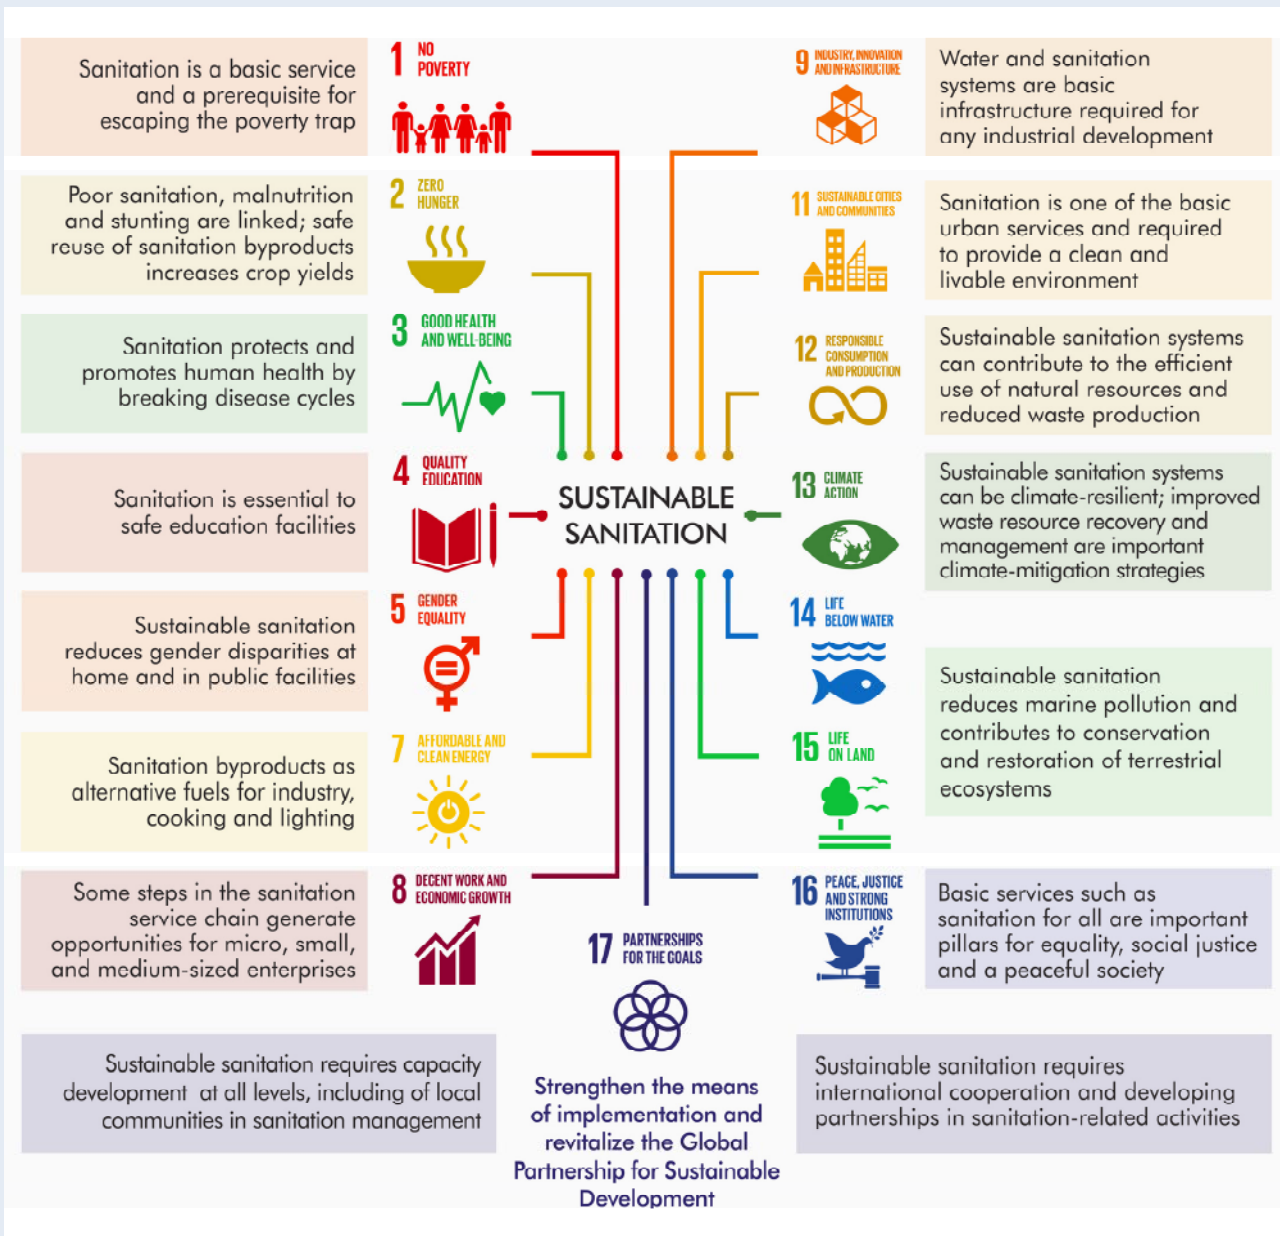 Sanitation is a basic service
and a prerequisite for
escaping the poverty trap
1 NO
POVERTY
Poor sanitation, malnutrition
and stunting are linked; safe
reuse of sanitation byproducts
increases crop yields
2 ZERO
HUNGER
Sanitation protects and
promotes human health by
breaking disease cycles
3 GOOD HEALTH
AND WELL-BEING
Sanitation is essential to
safe education facilities
4 QUALITY
EDUCATION
Sustainable sanitation
reduces gender disparities at
home and in public facilities
5 GENDER
EQUALITY
Sanitation byproducts as
alternative fuels for industry,
cooking and lighting
7 AFFORDABLE AND
CLEAN ENERGY
Some steps in the sanitation
service chain generate
opportunities for micro, small,
and medium-sized enterprises
8 DECENT WORK AND
ECONOMIC GROWTH
SUSTAINABLE
SANITATION
9 INDUSTRY, INNOVATION
AND INFRASTRUCTURE
Water and sanitation
systems are basic
infrastructure required for
any industrial development
11 SUSTAINABLE CITIES
AND COMMUNITIES
Sanitation is one of the basic
urban services and required
to provide a clean and
livable environment
12 RESPONSIBLE
CONSUMPTION
AND PRODUCTION
Sustainable sanitation systems
can contribute to the efficient
use of natural resources and
reduced waste production
13 CLIMATE
ACTION
Sustainable sanitation systems
can be climate-resilient; improved
waste resource recovery and
management are important
climate-mitigation strategies
14 LIFE
BELOW WATER
15 LIFE
ON LAND
Sustainable sanitation
reduces marine pollution and
contributes to conservation
and restoration of terrestrial
ecosystems
16 PEACE, JUSTICE
AND STRONG
INSTITUTIONS
Basic services such as
sanitation for all are important
pillars for equality, social justice
and a peaceful society
17 PARTNERSHIPS
FOR THE GOALS
Sustainable sanitation requires capacity
development at all levels, including of local
communities in sanitation management
Strengthen the means
of implementation and
revitalize the Global
Partnership for Sustainable
Development
Sustainable sanitation requires
international cooperation and developing
partnerships in sanitation-related activities